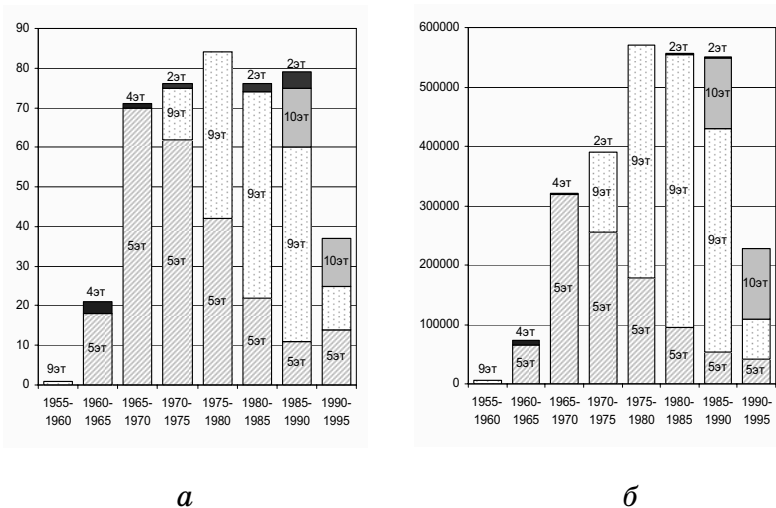 90
80
70
60
50
40
30
20
10
0
9эт
4эт
5эт
4эт
5эт
2эт
9эт
5эт
9эт
5эт
2эт
9эт
5эт
2эт
10эт
9эт
5эт
10эт
5эт
1955-1960
1960-1965
1965-1970
1970-1975
1975-1980
1980-1985
1985-1990
1990-1995
а
600000
500000
400000
300000
200000
100000
0
9эт
4эт
5эт
4эт
5эт
2эт
9эт
5эт
9эт
5эт
2эт
9эт
5эт
2эт
10эт
9эт
5эт
10эт
5эт
1955-1960
1960-1965
1965-1970
1970-1975
1975-1980
1980-1985
1985-1990
1990-1995
б